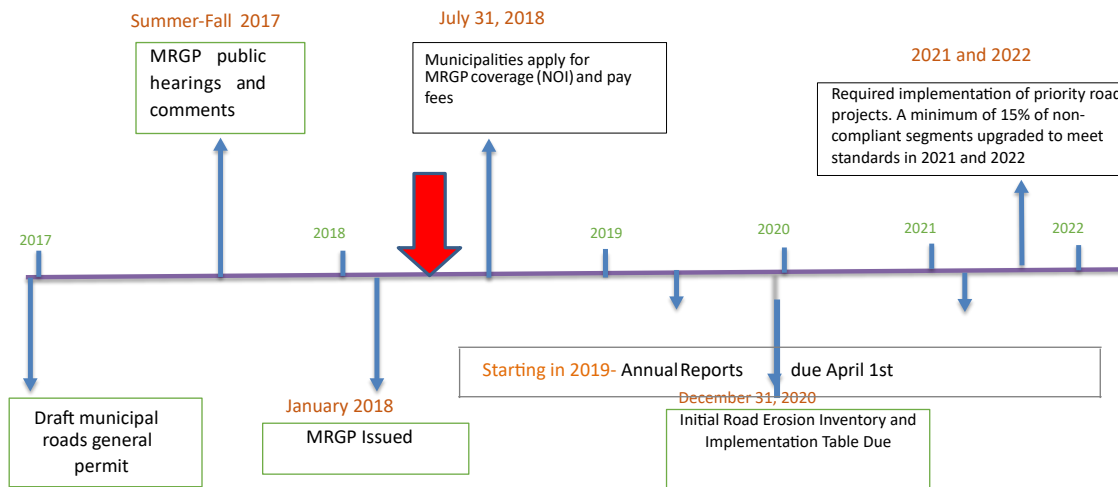 Summer-Fall 2017
MRGP public
hearings and
comments
July 31, 2018
Municipalities apply for
MRGP coverage (NOI) and pay
fees
2021 and 2022
Required implementation of priority road
projects. A minimum of 15% of non-
compliant segments upgraded to meet
standards in 2021 and 2022
2017
2018
2019
2020
2021
2022
Starting in 2019- Annual Reports due April 1st
Draft municipal
roads general
permit
January 2018
MRGP Issued
December 31, 2020
Initial Road Erosion Inventory and
Implementation Table Due